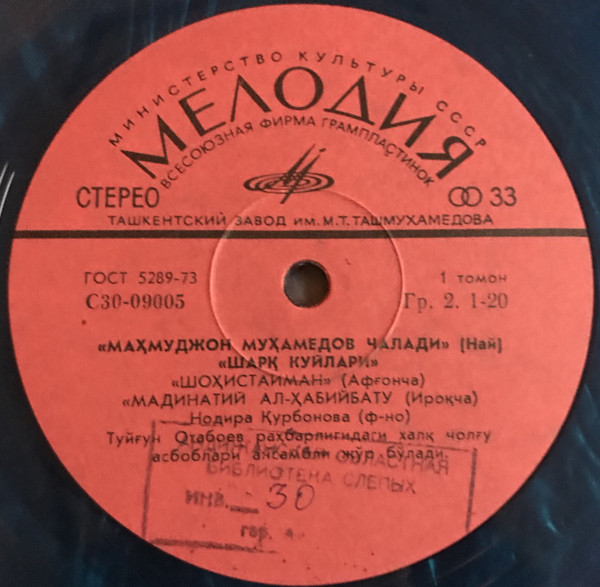 МИНИСТЕРСТВО КУЛЬТУРЫ СССР
МЕЛОДИЯ
ВСЕСОЮЗНАЯ ФИРМА ГРАМПЛАСТИНОК
СТЕРЕО 33
ТАШКЕНТСКИЙ ЗАВОД ИМ. М.Т. ТАШМУХАМЕДОВА
ГОСТ 5289-73 1 томон
С30-09005 Гр. 2. 1-20
«МАҲМУДЖОН МУҲАМЕДОВ ЧАЛАДИ» (Най)
«ШАРҚ КУЙЛАРИ»
«ШОҲИСТАИМАН» (Афғонча)
«МАДИНАТИЙ АЛ-ҲАБИЙБАТУ (Ироқча)
Нодира Қурбонова (ф-но)
Туйғун Отабоев раҳбарлигидаги халқ чолғу
асбоблари ансамбли жўр бўлади.
ОБЛАСТНАЯ
БИБЛИОТЕКА СЛЕПЫХ
ИНВ. 30
гор.